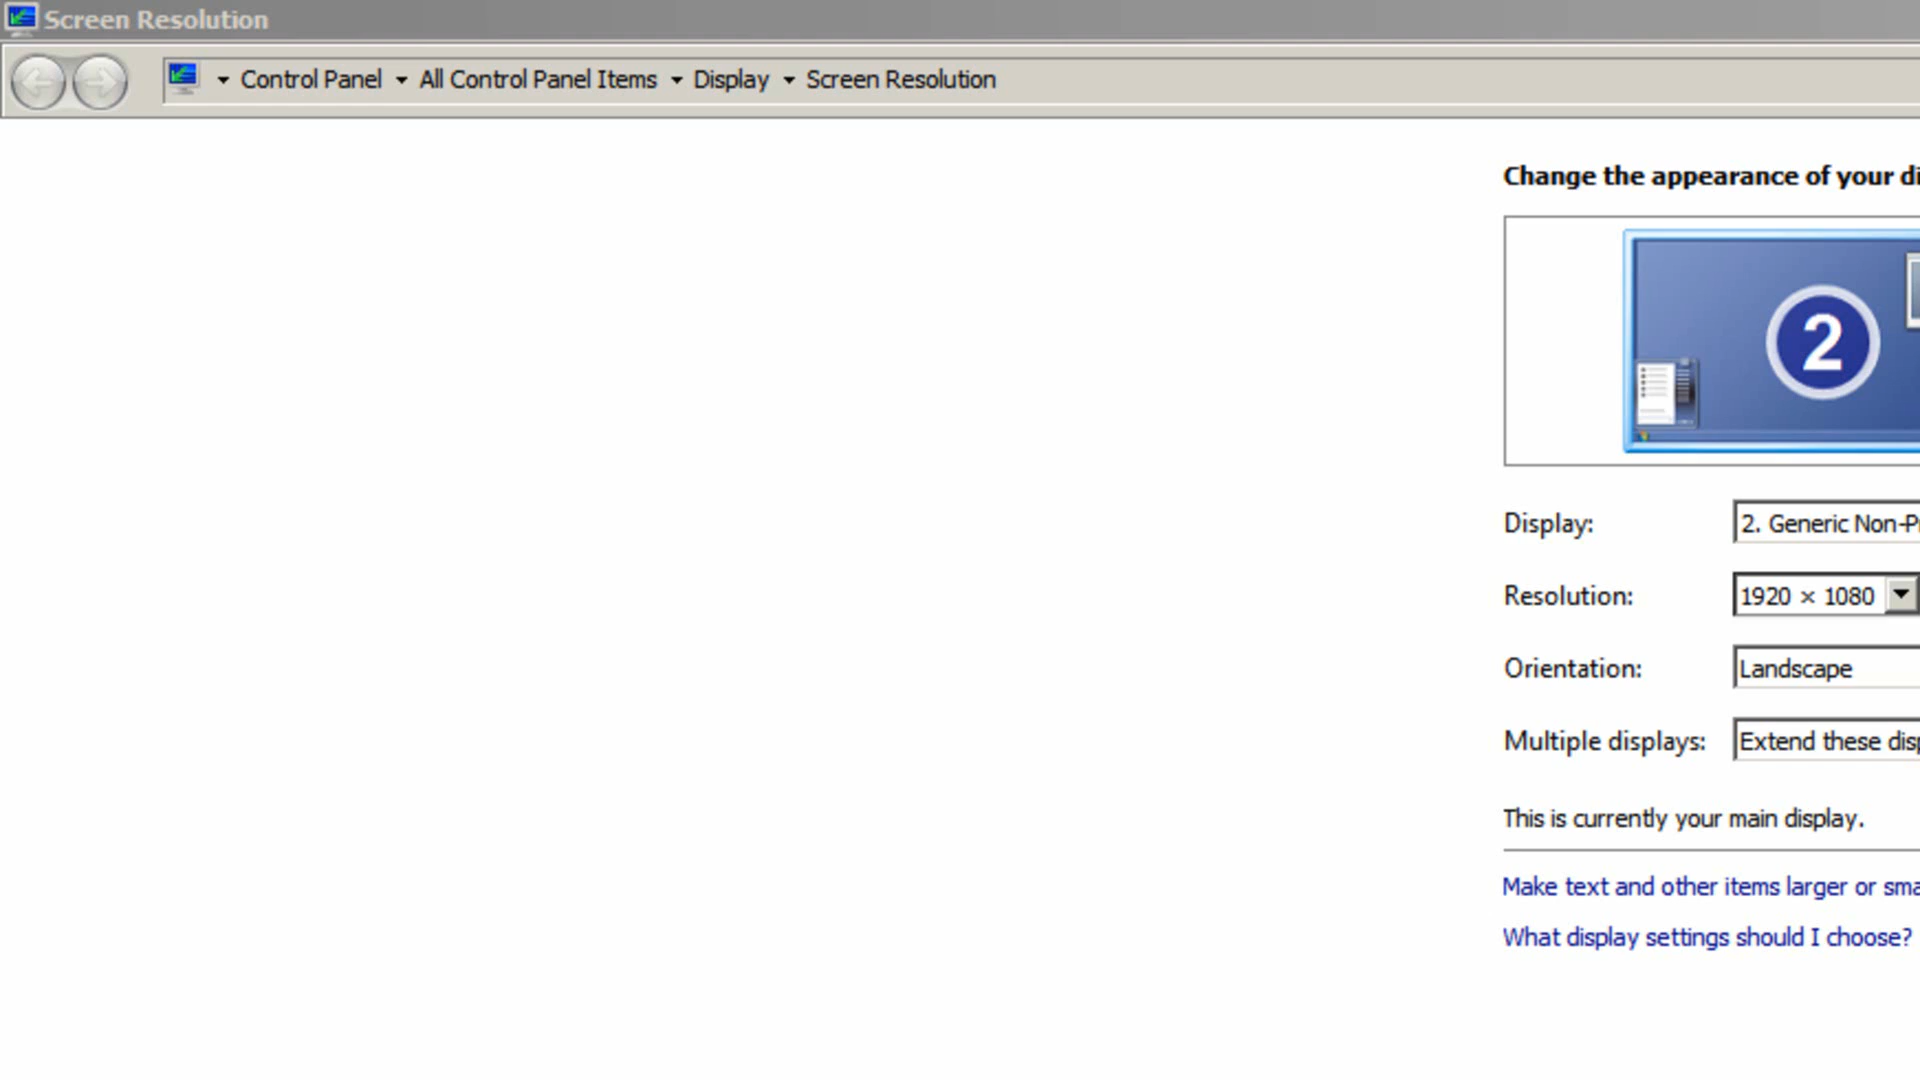 Screen Resolution
Control Panel All Control Panel Items Display Screen Resolution
Change the appearance of your
2
Display: 2. Generic
Resolution: 1920 × 1080
Orientation: Landscape
Multiple displays: Extend these
This is currently your main display.
Make text and other items larger or
What display settings should I choose?